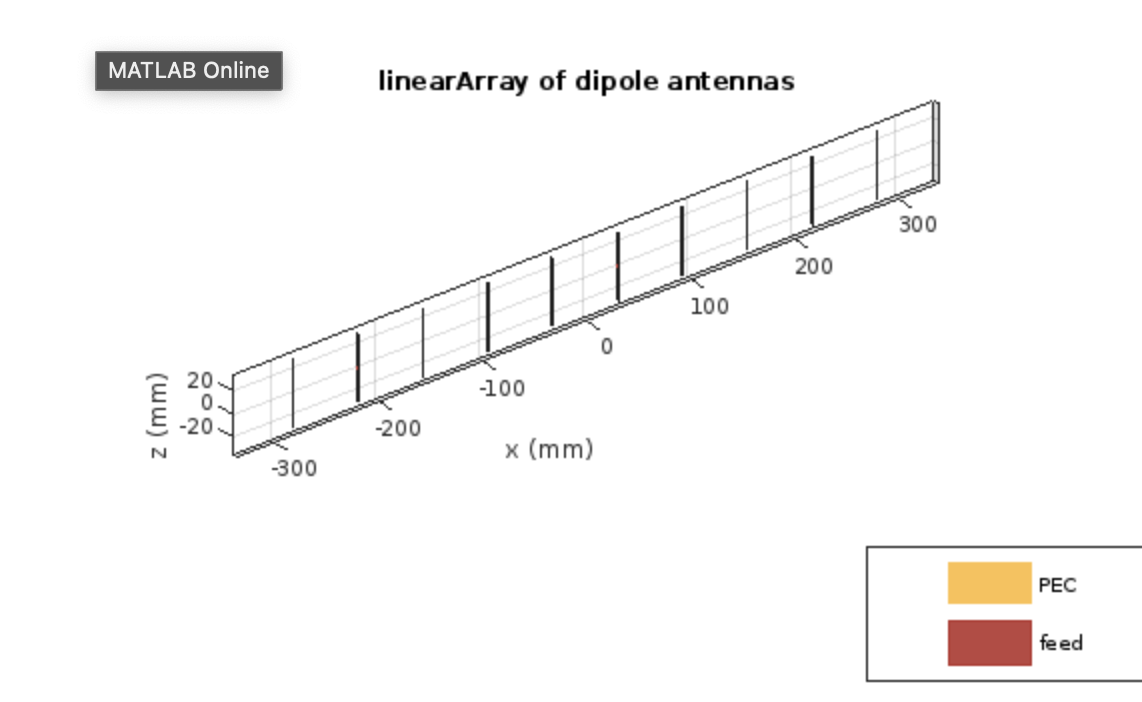 MATLAB Online
linearArray of dipole antennas
z (mm)
20
0
-20
-300
-200
-100
0
100
200
300
x (mm)
PEC
feed